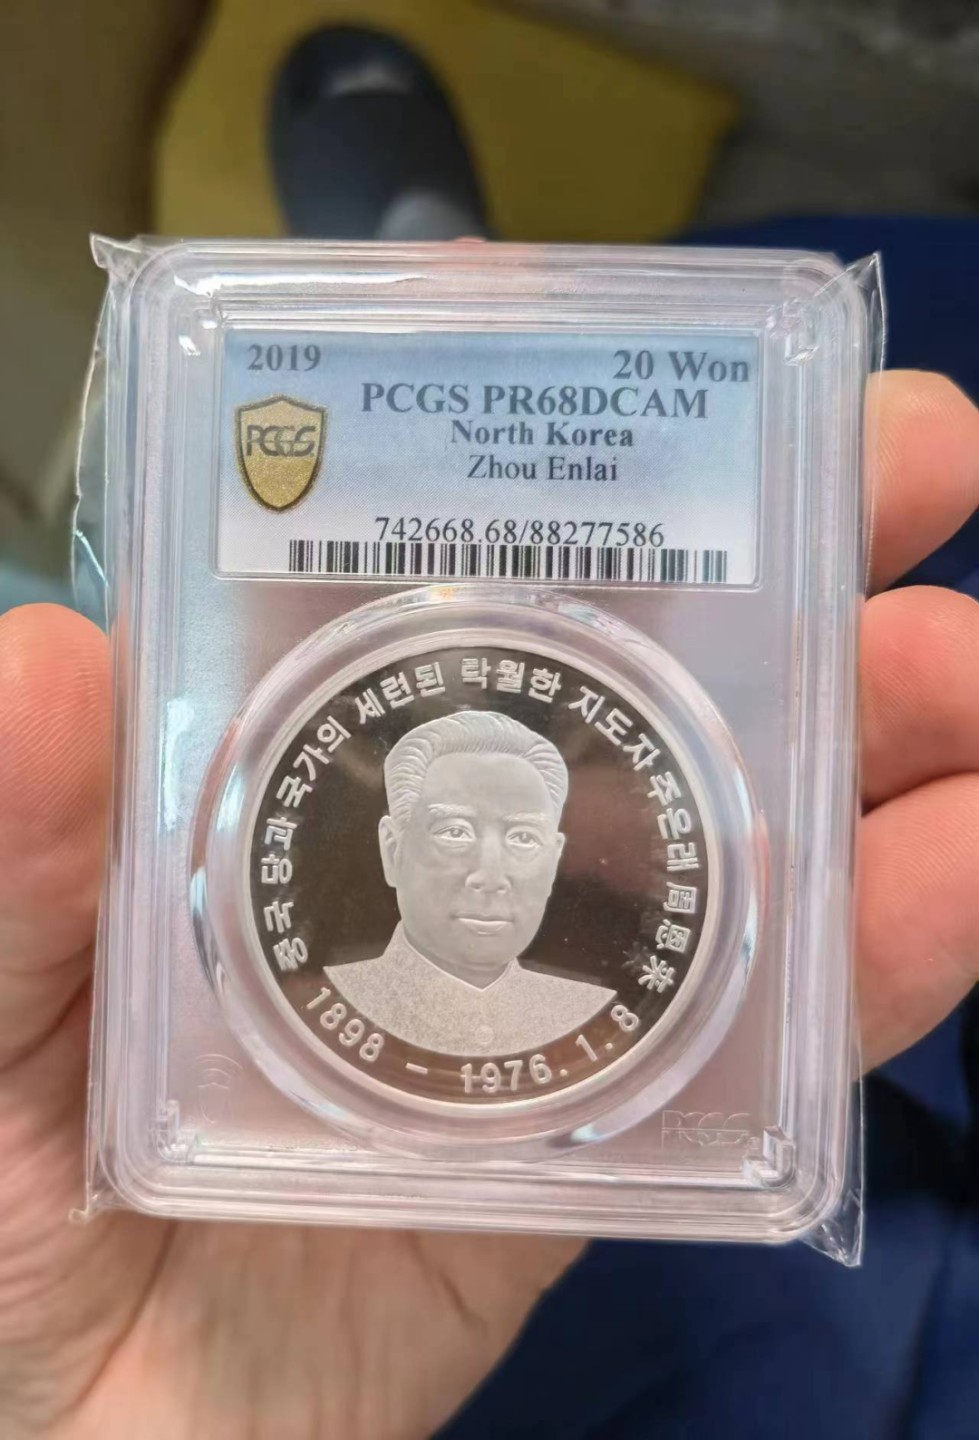 2019
20 Won
PCGS PR68DCAM
PCGS
North Korea
Zhou Enlai
742668.68/88277586
중국당과 국가의 세련된 탁월한 지도자 주은래 周恩来
1898 - 1976. 1. 8
PCGS